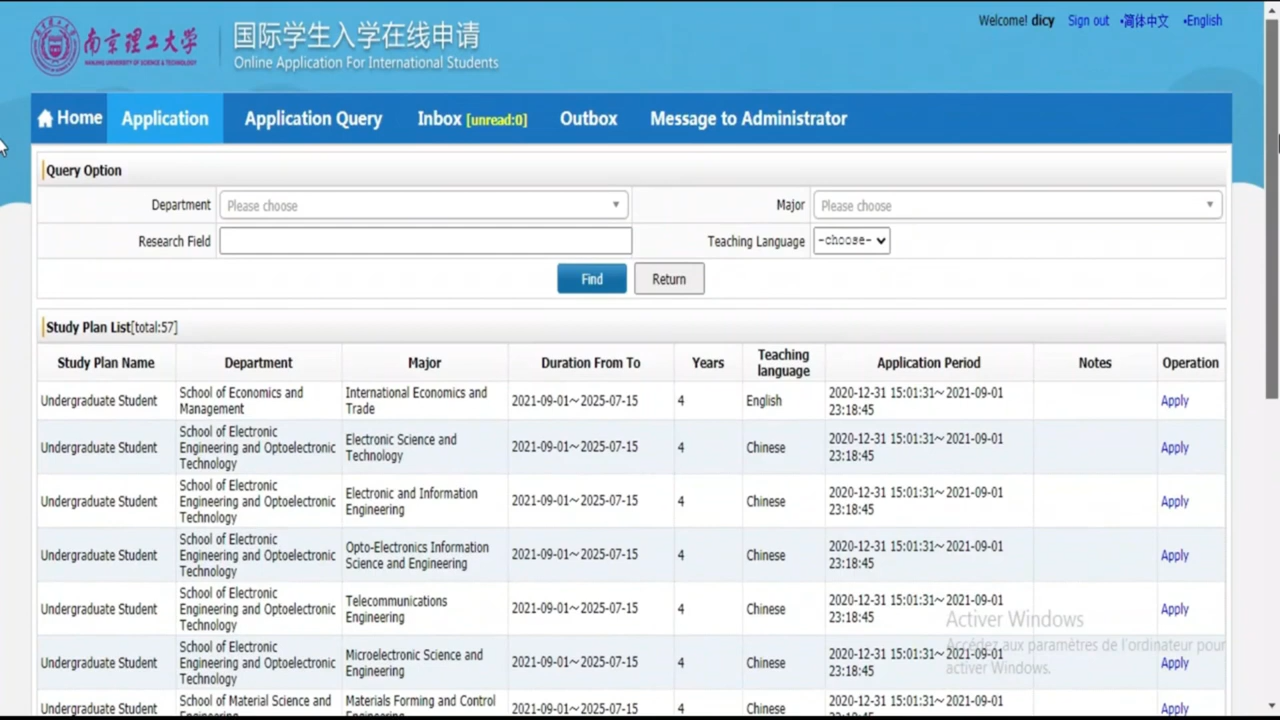 Welcome! dicy Sign out •简体中文 •English
南京理工大学
NANJING UNIVERSITY OF SCIENCE & TECHNOLOGY
国际学生入学在线申请
Online Application For International Students
Home Application Application Query Inbox [unread:0] Outbox Message to Administrator
Query Option
Department Please choose Major Please choose
Research Field Teaching Language -choose-
Find Return
Study Plan List[total:57]
Study Plan Name Department Major Duration From To Years Teaching language Application Period Notes Operation
Undergraduate Student School of Economics and Management International Economics and Trade 2021-09-01~2025-07-15 4 English 2020-12-31 15:01:31~2021-09-01 23:18:45 Apply
Undergraduate Student School of Electronic Engineering and Optoelectronic Technology Electronic Science and Technology 2021-09-01~2025-07-15 4 Chinese 2020-12-31 15:01:31~2021-09-01 23:18:45 Apply
Undergraduate Student School of Electronic Engineering and Optoelectronic Technology Electronic and Information Engineering 2021-09-01~2025-07-15 4 Chinese 2020-12-31 15:01:31~2021-09-01 23:18:45 Apply
Undergraduate Student School of Electronic Engineering and Optoelectronic Technology Opto-Electronics Information Science and Engineering 2021-09-01~2025-07-15 4 Chinese 2020-12-31 15:01:31~2021-09-01 23:18:45 Apply
Undergraduate Student School of Electronic Engineering and Optoelectronic Technology Telecommunications Engineering 2021-09-01~2025-07-15 4 Chinese 2020-12-31 15:01:31~2021-09-01 23:18:45 Apply
Undergraduate Student School of Electronic Engineering and Optoelectronic Technology Microelectronic Science and Engineering 2021-09-01~2025-07-15 4 Chinese 2020-12-31 15:01:31~2021-09-01 23:18:45 Apply
Undergraduate Student School of Material Science and Engineering Materials Forming and Control Engineering 2021-09-01~2025-07-15 4 Chinese 2020-12-31 15:01:31~2021-09-01 Apply
Activer Windows
Accédez aux paramètres de l'ordinateur pour
activer Windows.